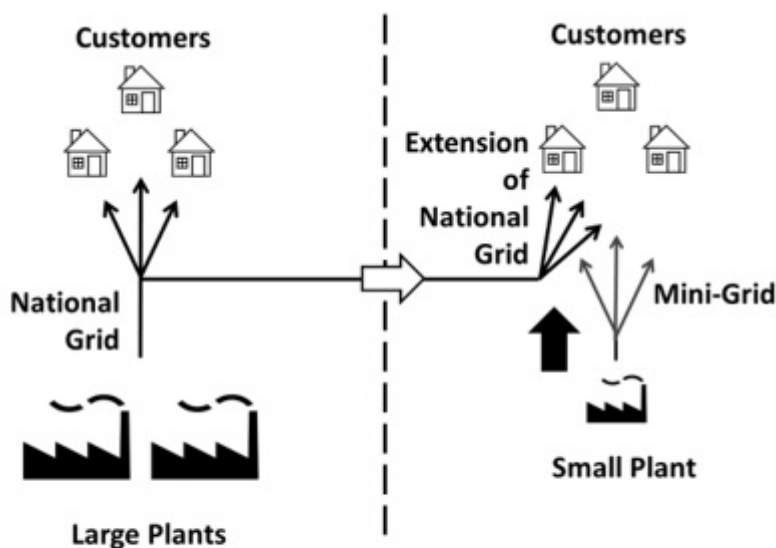 Customers
National
Grid
Large Plants
Customers
Extension
of
National
Grid
Mini-Grid
Small Plant